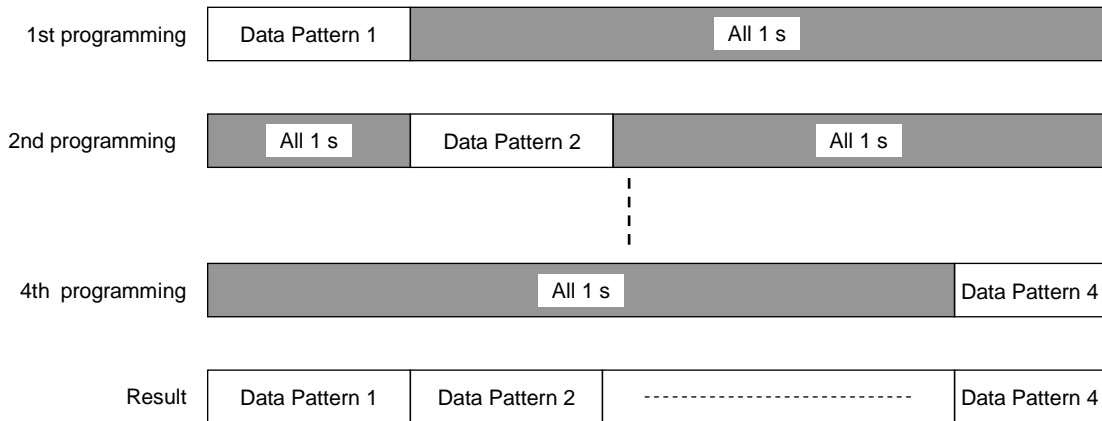 1st programming
Data Pattern 1
All 1 s
2nd programming
All 1 s
Data Pattern 2
All 1 s
4th programming
All 1 s
Data Pattern 4
Result
Data Pattern 1
Data Pattern 2
Data Pattern 4